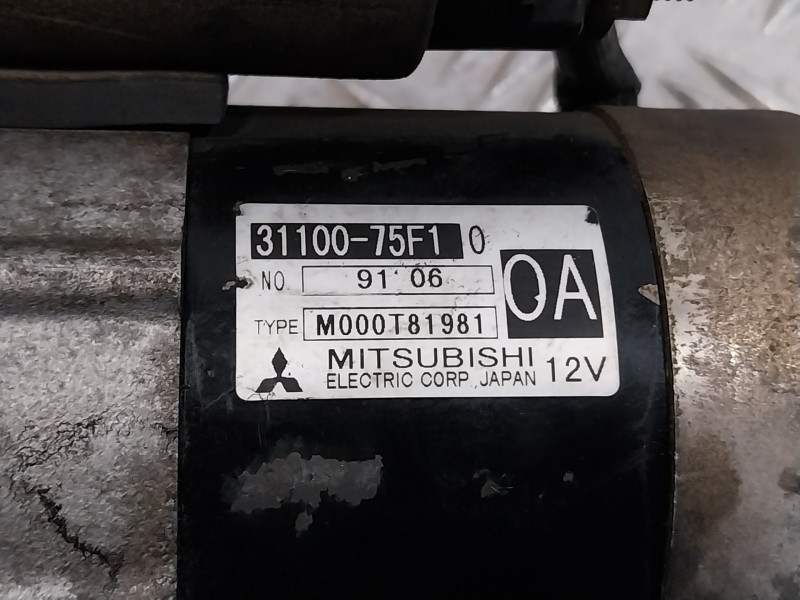 31100-75F1 0
NO 91 06
0A
TYPE M000T81981
MITSUBISHI
ELECTRIC CORP. JAPAN 12V